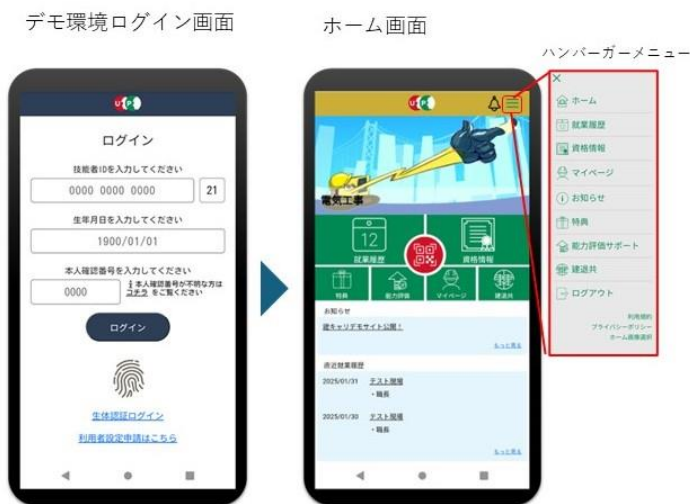 デモ環境ログイン画面
ホーム画面
ハンバーガーメニュー
ログイン
技能者IDを入力してください
0000 0000 0000
21
生年月日を入力してください
1900/01/01
本人確認番号を入力してください
0000
本人確認番号が不明な方は
コチラ をご覧ください
ログイン
生体認証ログイン
利用者設定申請はこちら
電気工事
12
就業履歴
資格情報
特典
能力評価
マイページ
建退共
お知らせ
建キャリデモサイト公開！
もっと見る
直近就業履歴
2025/01/31 テスト現場
・職長
2025/01/30 テスト現場
・職長
もっと見る
×
ホーム
就業履歴
資格情報
マイページ
お知らせ
特典
能力評価サポート
建退共
ログアウト
利用規約
プライバシーポリシー
ホーム画像選択